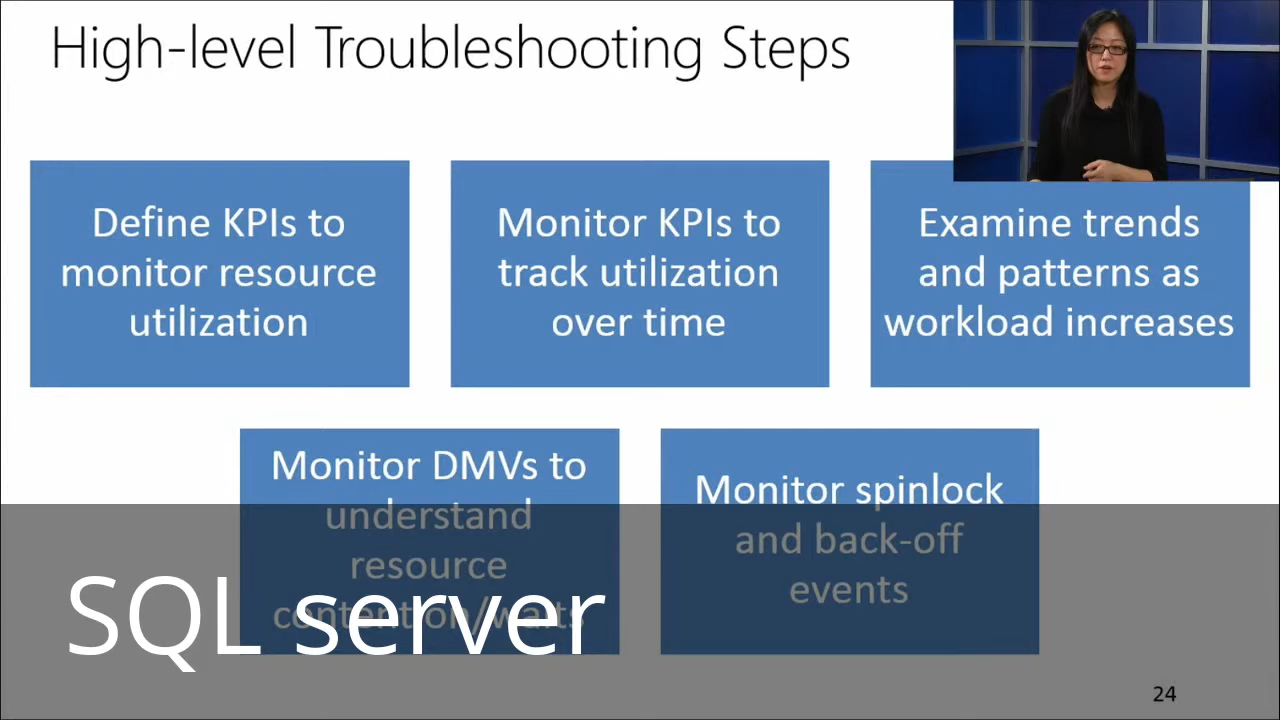 High-level Troubleshooting Steps
Define KPIs to
monitor resource
utilization
Monitor KPIs to
track utilization
over time
Examine trends
and patterns as
workload increases
Monitor DMVs to
understand
resource
contention/waits
Monitor spinlock
and back-off
events
SQL server
24